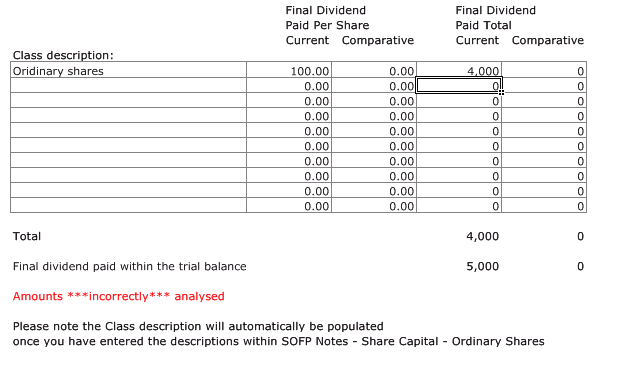 Final Dividend Final Dividend
Paid Per Share Paid Total
Current Comparative Current Comparative
Class description:
Oridinary shares 100.00 0.00 4,000 0
0.00 0.00 0 0
0.00 0.00 0 0
0.00 0.00 0 0
0.00 0.00 0 0
0.00 0.00 0 0
0.00 0.00 0 0
0.00 0.00 0 0
0.00 0.00 0 0
0.00 0.00 0 0
Total 4,000 0
Final dividend paid within the trial balance 5,000 0
Amounts ***incorrectly*** analysed
Please note the Class description will automatically be populated
once you have entered the descriptions within SOFP Notes - Share Capital - Ordinary Shares